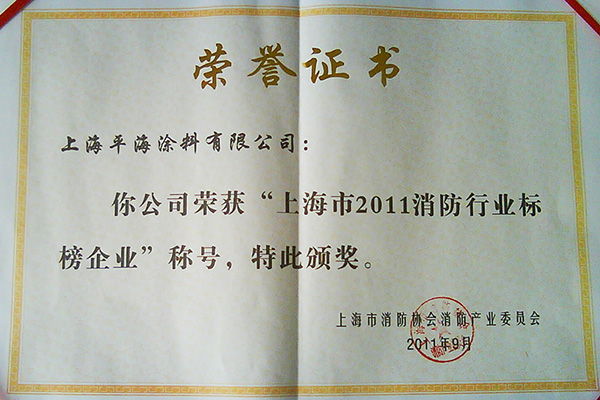 荣誉证书
上海平海涂料有限公司：
你公司荣获“上海市2011消防行业标
榜企业”称号，特此颁奖。
上海市消防协会消防产业委员会
2011年9月